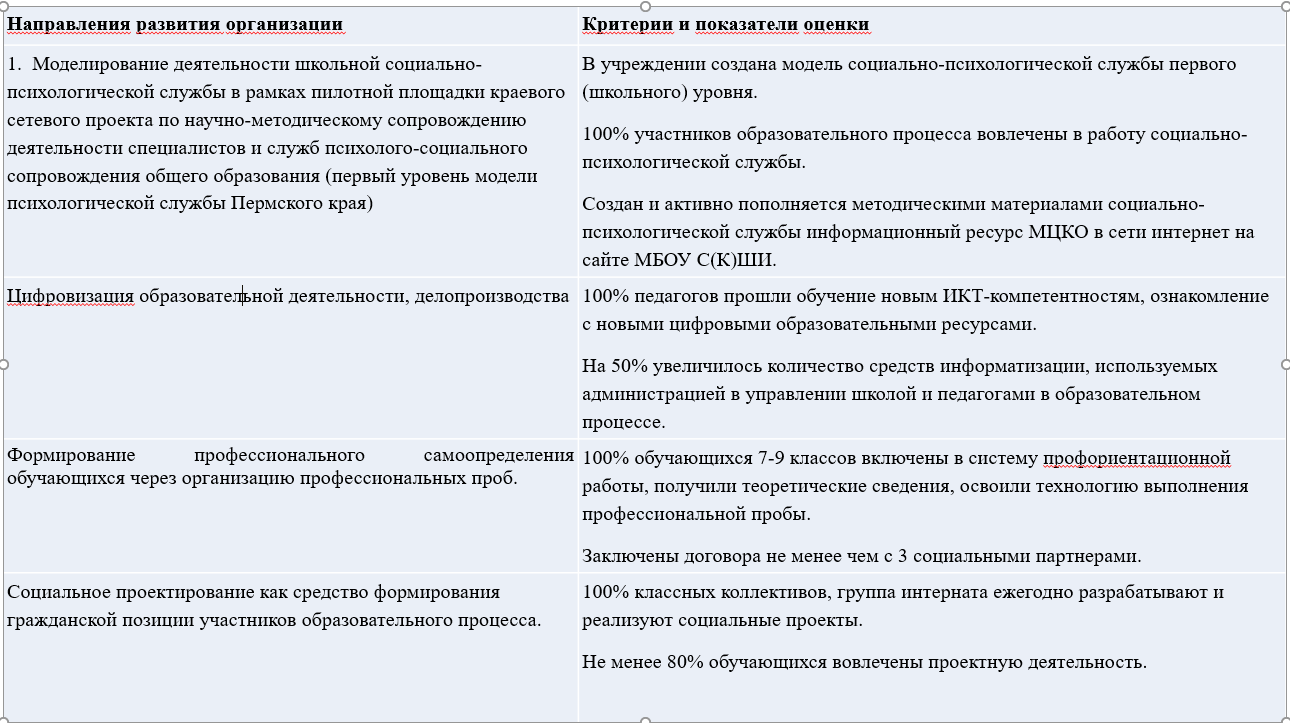 Направления развития организации
Критерии и показатели оценки
1. Моделирование деятельности школьной социально-
психологической службы в рамках пилотной площадки краевого
сетевого проекта по научно-методическому сопровождению
деятельности специалистов и служб психолого-социального
сопровождения общего образования (первый уровень модели
психологической службы Пермского края)
В учреждении создана модель социально-психологической службы первого
(школьного) уровня.
100% участников образовательного процесса вовлечены в работу социально-
психологической службы.
Создан и активно пополняется методическими материалами социально-
психологической службы информационный ресурс МЦКО в сети интернет на
сайте МБОУ С(К)ШИ.
Цифровизация образовательной деятельности, делопроизводства
100% педагогов прошли обучение новым ИКТ-компетентностям, ознакомление
с новыми цифровыми образовательными ресурсами.
На 50% увеличилось количество средств информатизации, используемых
администрацией в управлении школой и педагогами в образовательном
процессе.
Формирование профессионального самоопределения
обучающихся через организацию профессиональных проб.
100% обучающихся 7-9 классов включены в систему профориентационной
работы, получили теоретические сведения, освоили технологию выполнения
профессиональной пробы.
Заключены договора не менее чем с 3 социальными партнерами.
Социальное проектирование как средство формирования
гражданской позиции участников образовательного процесса.
100% классных коллективов, группа интерната ежегодно разрабатывают и
реализуют социальные проекты.
Не менее 80% обучающихся вовлечены проектную деятельность.